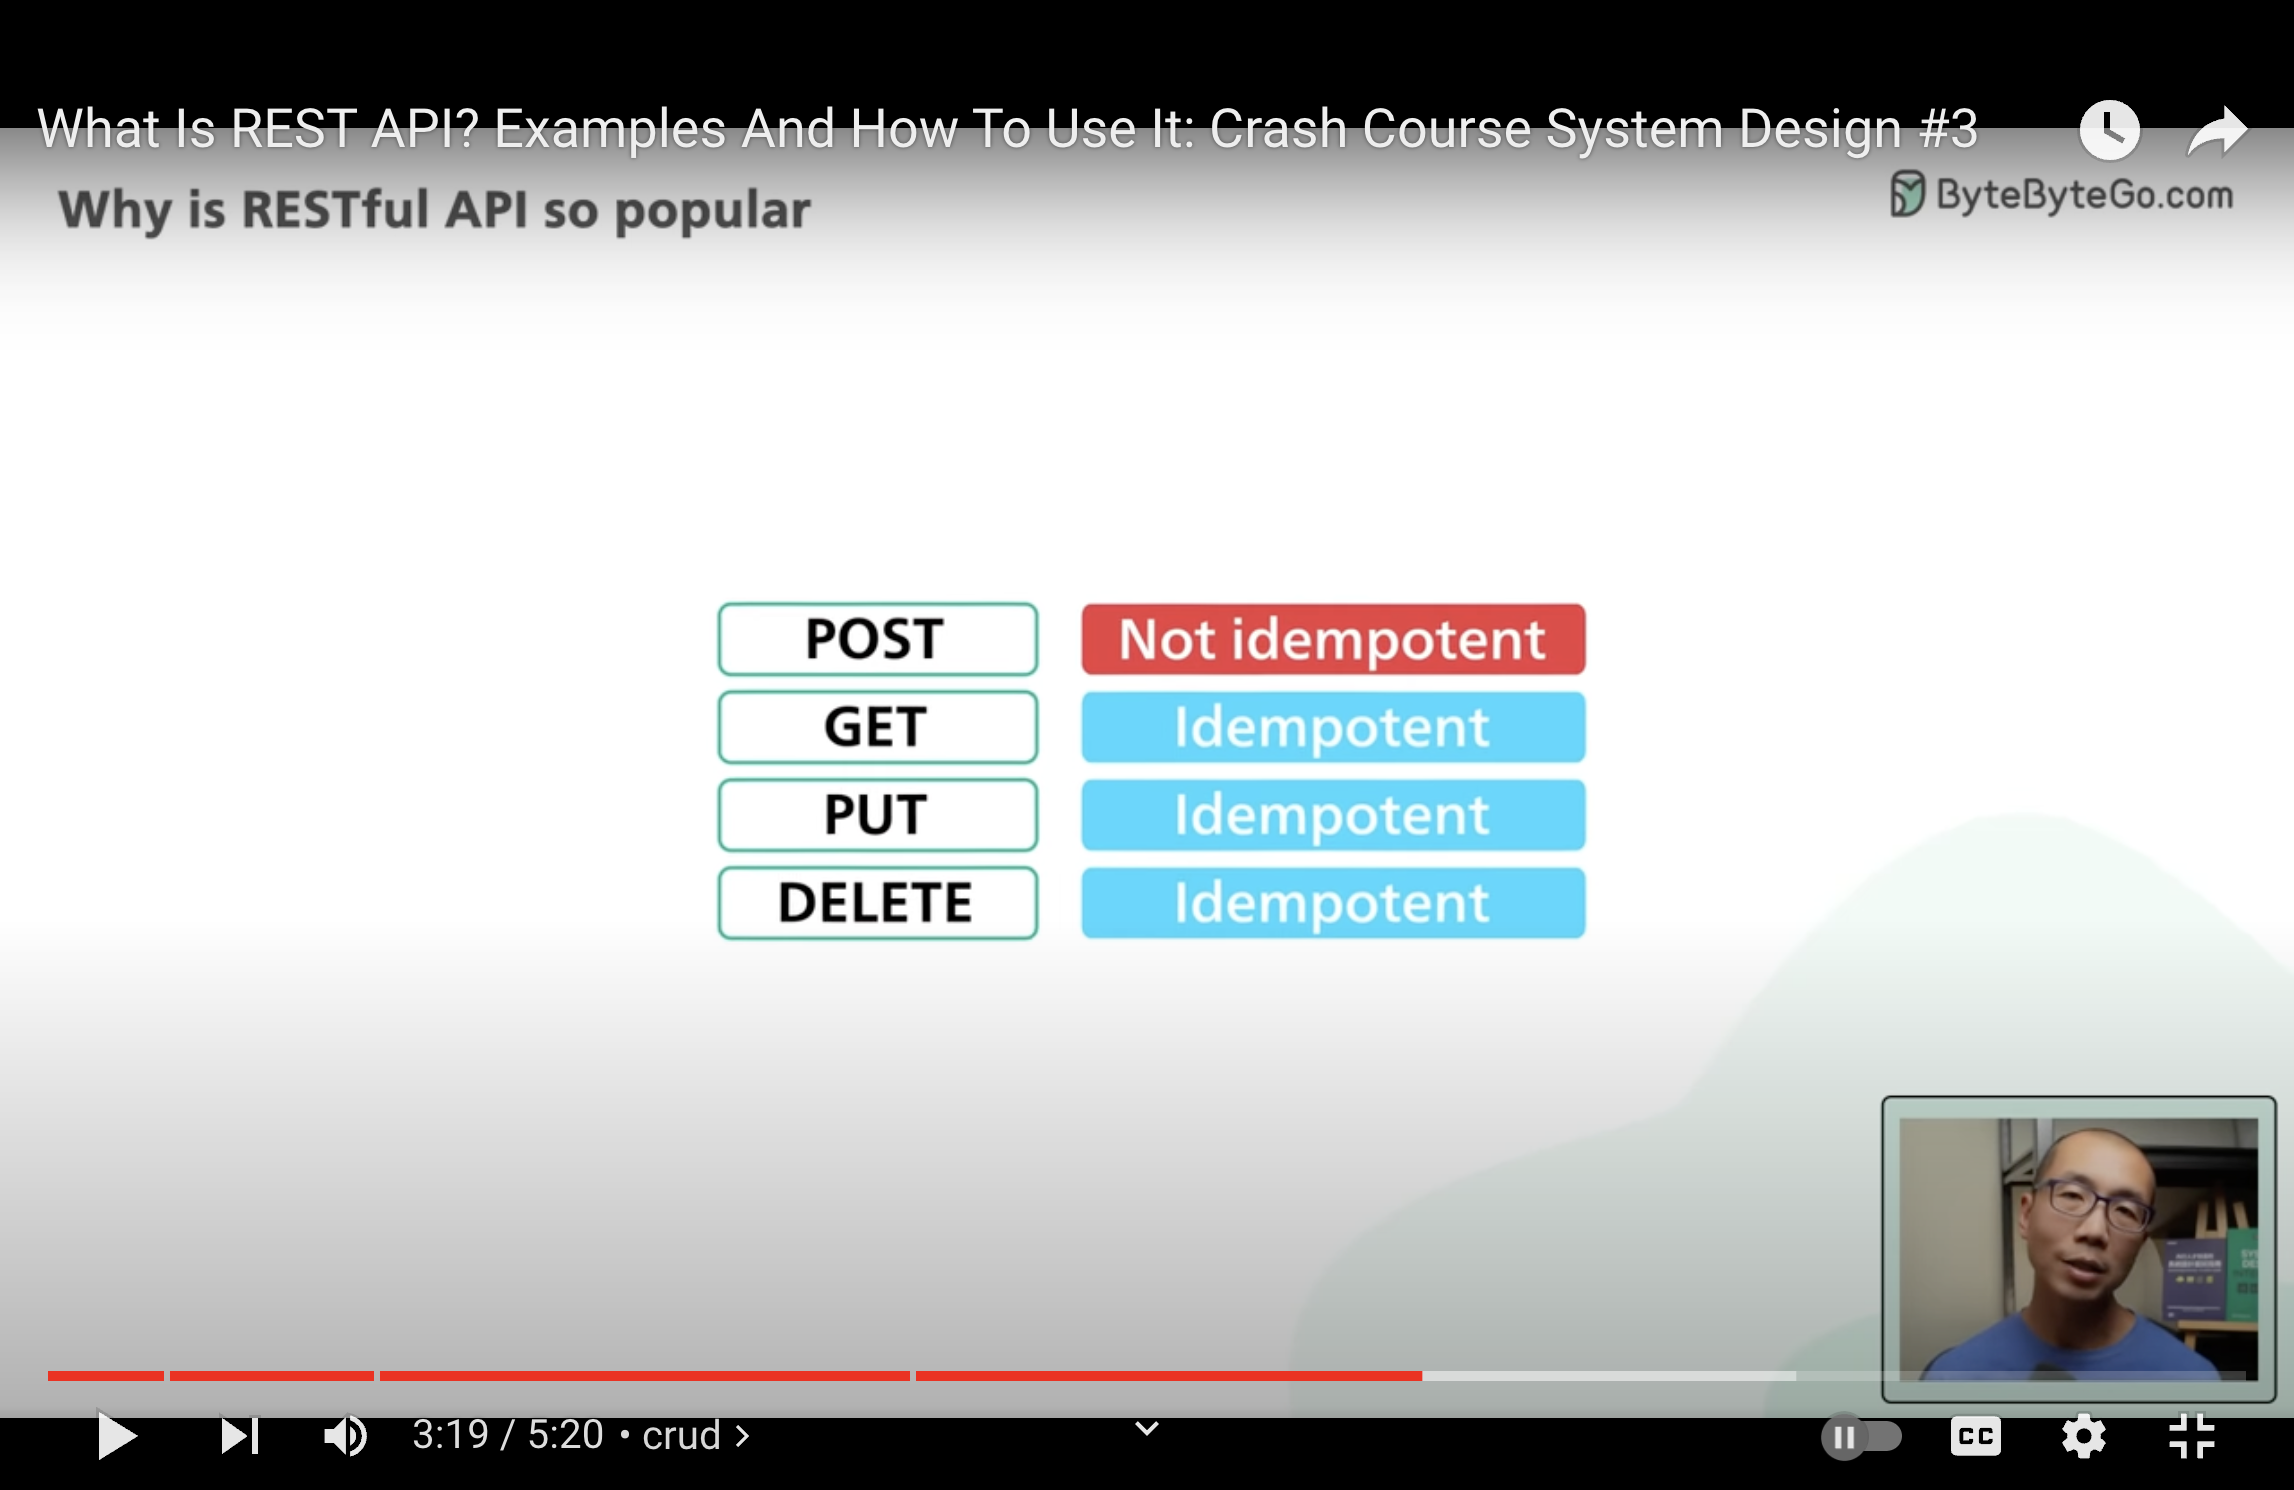 What Is REST API? Examples And How To Use It: Crash Course System Design #3
Why is RESTful API so popular
ByteByteGo.com
POST Not idempotent
GET Idempotent
PUT Idempotent
DELETE Idempotent
3:19 / 5:20 • crud >
CC